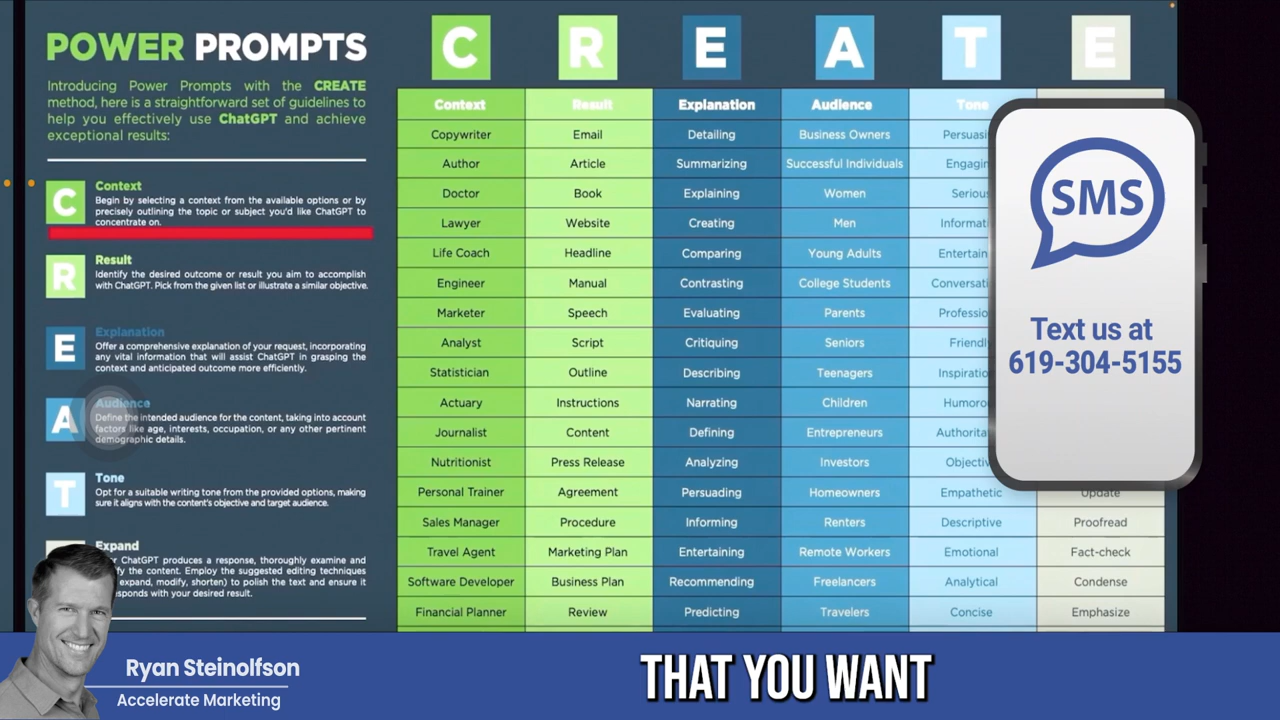 POWER PROMPTS
Introducing Power Prompts with the CREATE
method, here is a straightforward set of guidelines to
help you effectively use ChatGPT and achieve
exceptional results:
C
Context
Begin by selecting a context from the available options or by
precisely outlining the topic or subject you'd like ChatGPT to
concentrate on.
R
Result
Identify the desired outcome or result you aim to accomplish
with ChatGPT. Pick from the given list or illustrate a similar objective.
E
Explanation
Offer a comprehensive explanation of your request, incorporating
any vital information that will assist ChatGPT in grasping the
context and anticipated outcome more efficiently.
A
Audience
Define the intended audience for the content, taking into account
factors like age, interests, occupation, or any other pertinent
demographic details.
T
Tone
Opt for a suitable writing tone from the provided options, making
sure it aligns with the content's objective and target audience.
Expand
ChatGPT produces a response, thoroughly examine and
the content. Employ the suggested editing techniques
expand, modify, shorten) to polish the text and ensure it
with your desired result.
C R E A T E
Context Result Explanation Audience Tone
Copywriter Email Detailing Business Owners
Author Article Summarizing Successful Individuals
Doctor Book Explaining Women Serious
Lawyer Website Creating Men
Life Coach Headline Comparing Young Adults
Engineer Manual Contrasting College Students
Marketer Speech Evaluating Parents
Analyst Script Critiquing Seniors Friendly
Statistician Outline Describing Teenagers
Actuary Instructions Narrating Children
Journalist Content Defining Entrepreneurs
Nutritionist Press Release Analyzing Investors
Personal Trainer Agreement Persuading Homeowners Empathetic Update
Sales Manager Procedure Informing Renters Descriptive Proofread
Travel Agent Marketing Plan Entertaining Remote Workers Emotional Fact-check
Software Developer Business Plan Recommending Freelancers Analytical Condense
Financial Planner Review Predicting Travelers Concise Emphasize
SMS
Text us at
619-304-5155
Ryan Steinolfson
Accelerate Marketing
THAT YOU WANT